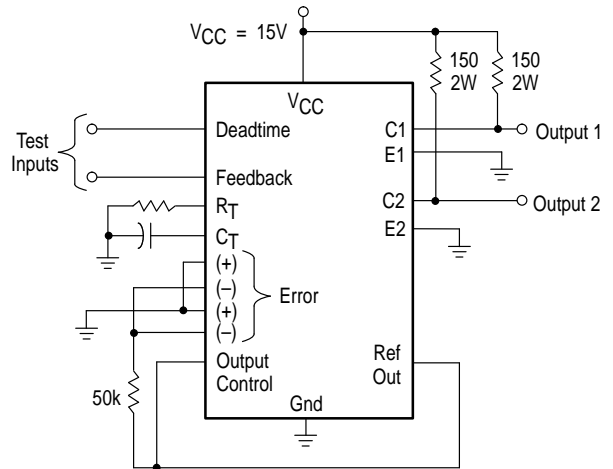 VCC = 15V
150
2W
150
2W
VCC
Test
Inputs
Deadtime
Feedback
RT
CT
(+)
(–)
(+)
(–)
Error
Output
Control
50k
Gnd
C1
E1
C2
E2
Ref
Out
Output 1
Output 2